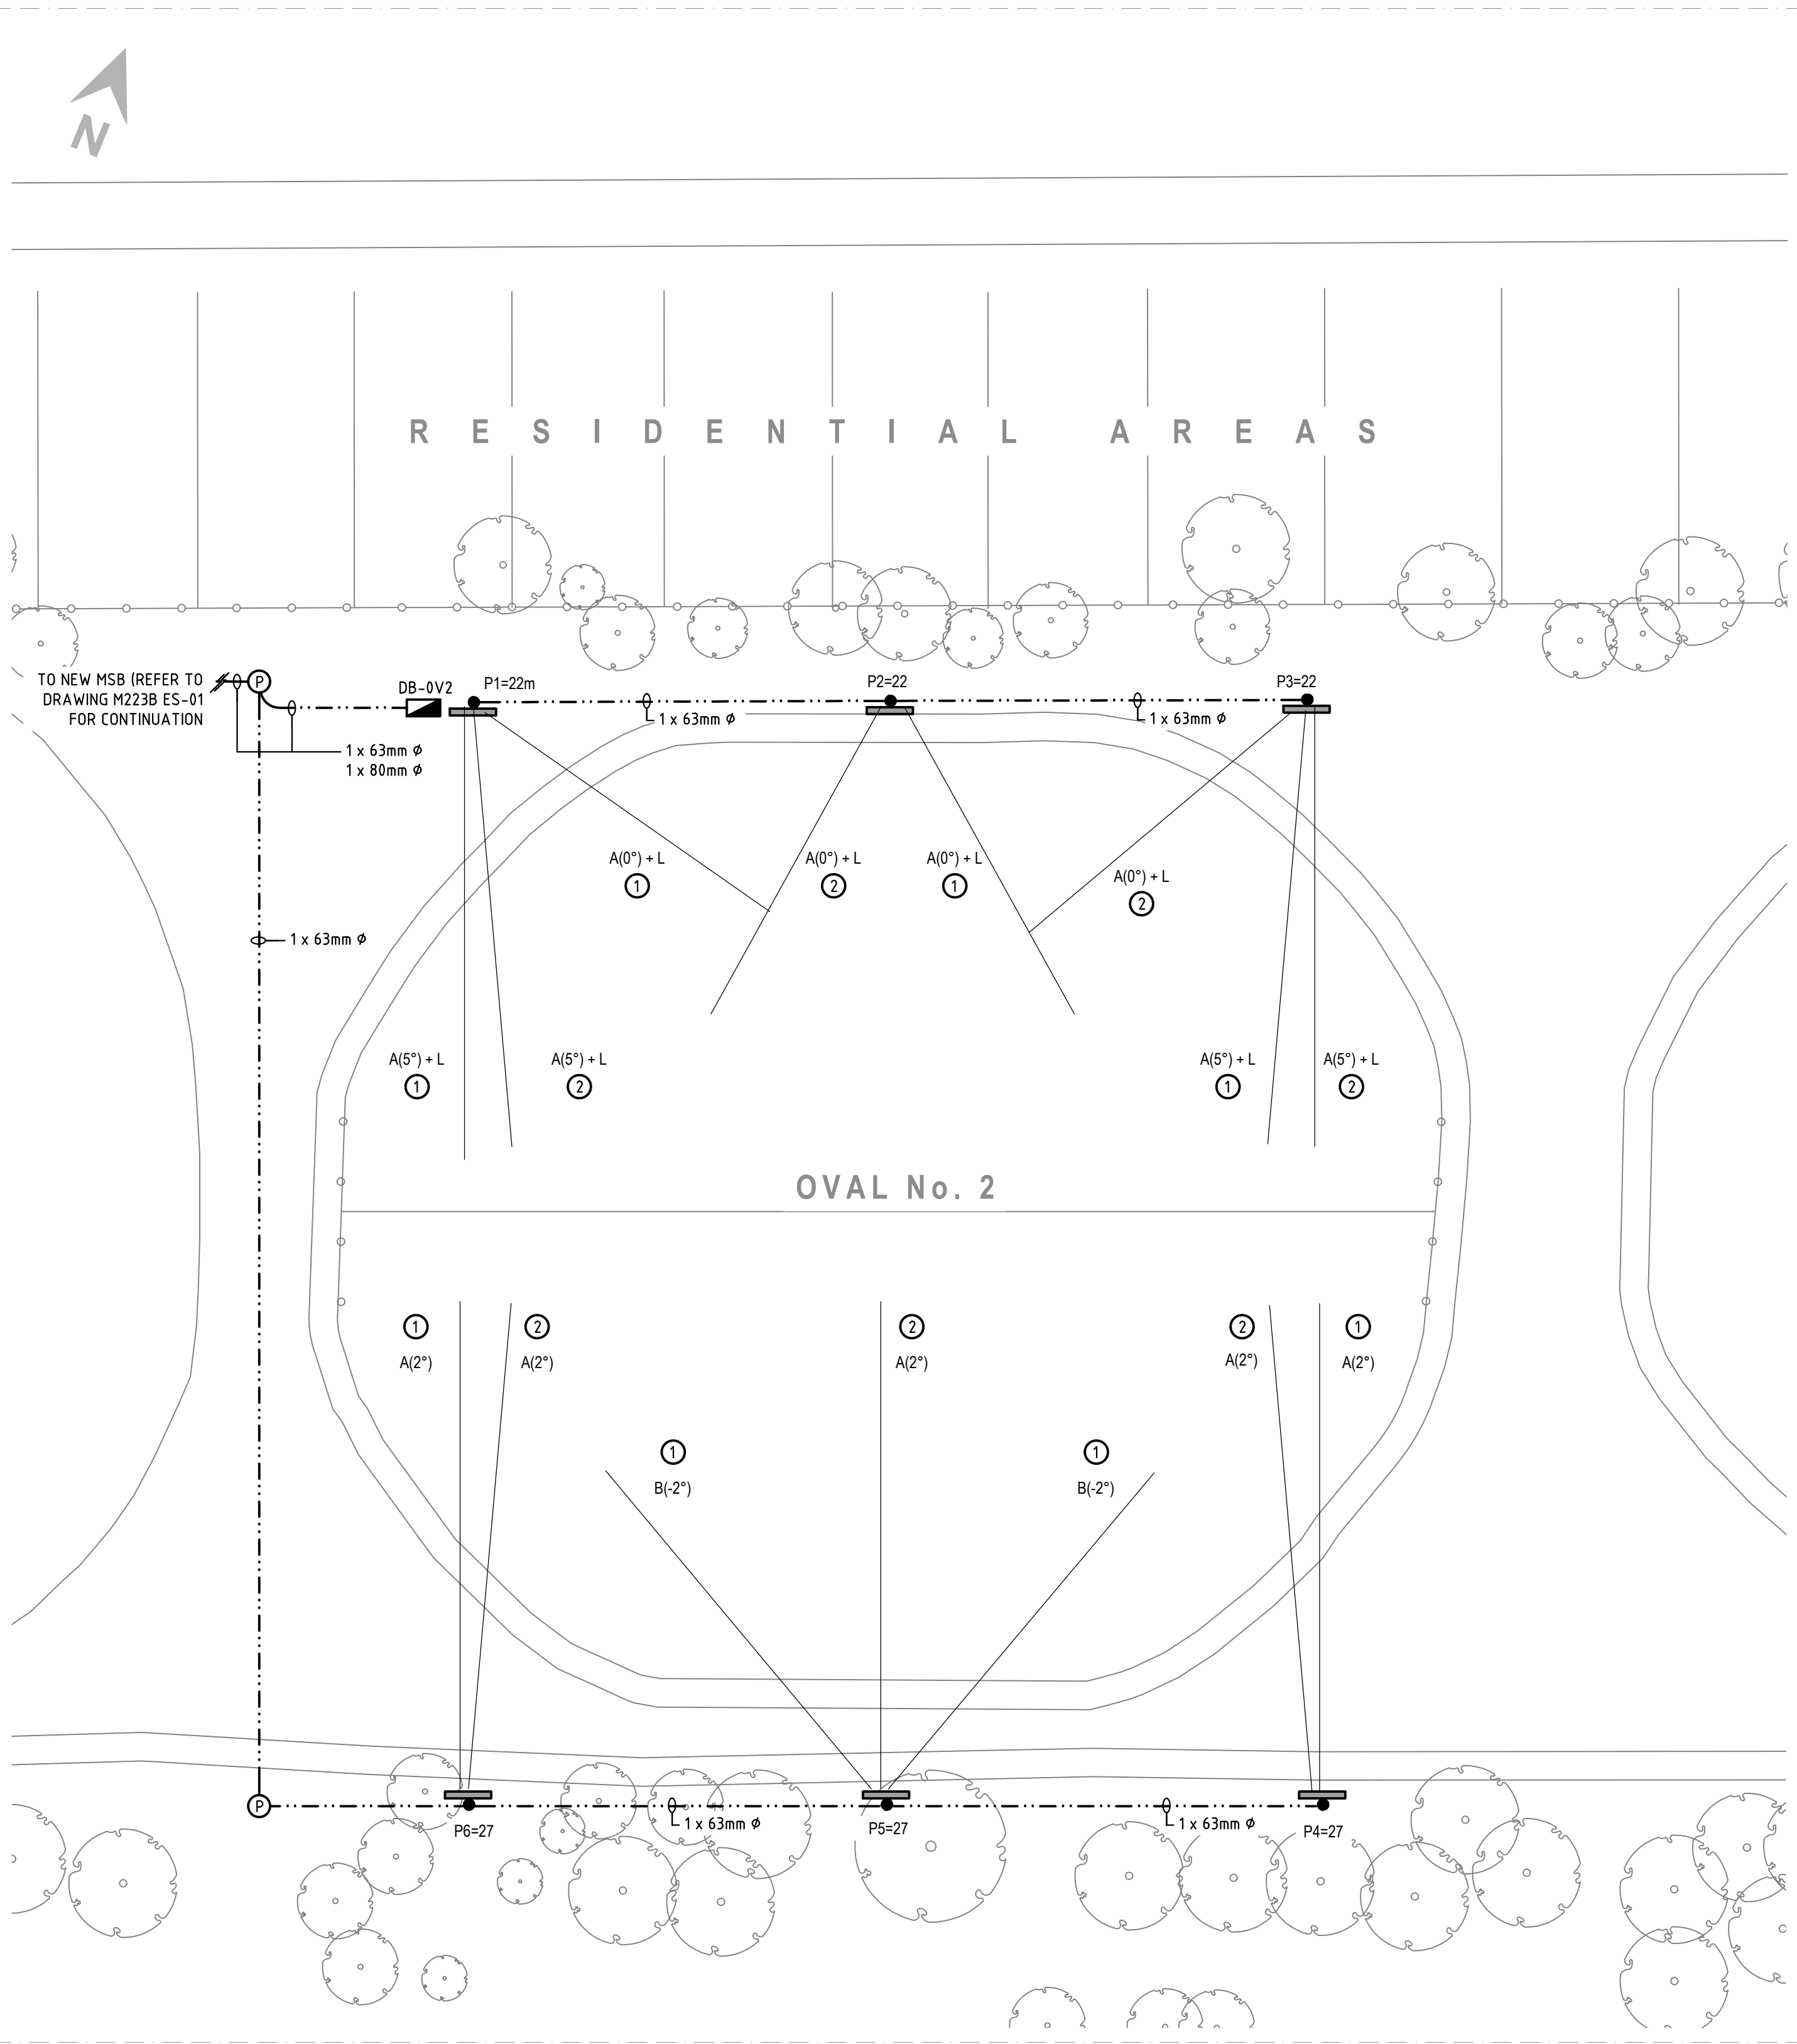 N
RESIDENTIAL AREAS
TO NEW MSB (REFER TO
DRAWING M223B ES-01
FOR CONTINUATION
P
DB-0V2
P1=22m
P2=22
P3=22
1 x 63mm Ø
1 x 63mm Ø
1 x 63mm Ø
1 x 80mm Ø
A(0°) + L
1
A(0°) + L
2
A(0°) + L
1
A(0°) + L
2
1 x 63mm Ø
A(5°) + L
1
A(5°) + L
2
A(5°) + L
1
A(5°) + L
2
OVAL No. 2
1
A(2°)
2
A(2°)
2
A(2°)
2
A(2°)
1
A(2°)
1
B(-2°)
1
B(-2°)
P
P6=27
1 x 63mm Ø
P5=27
1 x 63mm Ø
P4=27